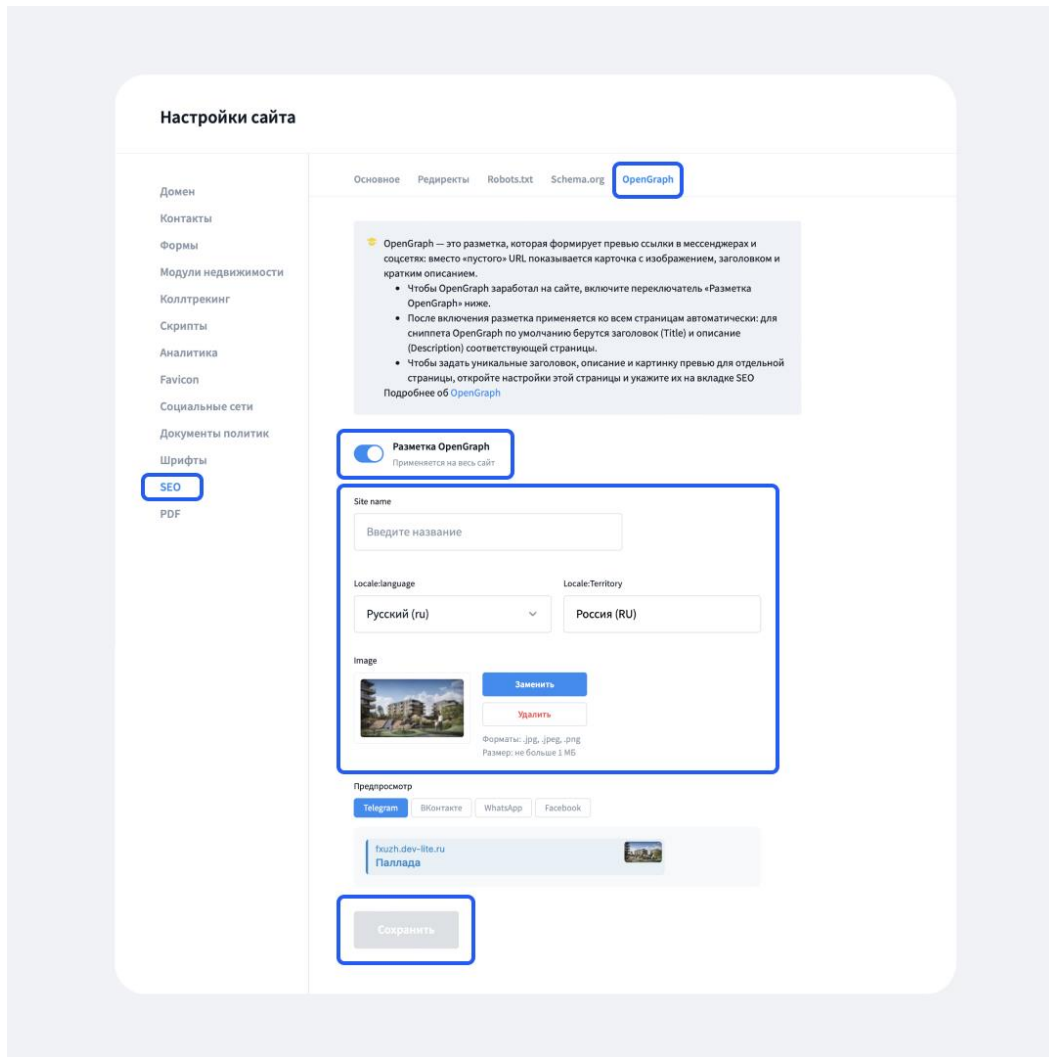 Настройки сайта
Домен
Контакты
Формы
Модули недвижимости
Коллтрекинг
Скрипты
Аналитика
Favicon
Социальные сети
Документы политик
Шрифты
SEO
PDF
Основное Редиректы Robots.txt Schema.org OpenGraph
OpenGraph — это разметка, которая формирует превью ссылки в мессенджерах и
соцсетях: вместо «пустого» URL показывается карточка с изображением, заголовком и
кратким описанием.
• Чтобы OpenGraph заработал на сайте, включите переключатель «Разметка
OpenGraph» ниже.
• После включения разметка применяется ко всем страницам автоматически: для
сниппета OpenGraph по умолчанию берутся заголовок (Title) и описание
(Description) соответствующей страницы.
• Чтобы задать уникальные заголовок, описание и картинку превью для отдельной
страницы, откройте настройки этой страницы и укажите их на вкладке SEO
Подробнее об OpenGraph
Разметка OpenGraph
Применяется на весь сайт
Site name
Введите название
Locale:language Locale:Territory
Русский (ru) Россия (RU)
Image
Заменить
Удалить
Форматы: .jpg, .jpeg, .png
Размер: не больше 1 МБ
Предпросмотр
Telegram ВКонтакте WhatsApp Facebook
fxuzh.dev-lite.ru
Паллада
Сохранить